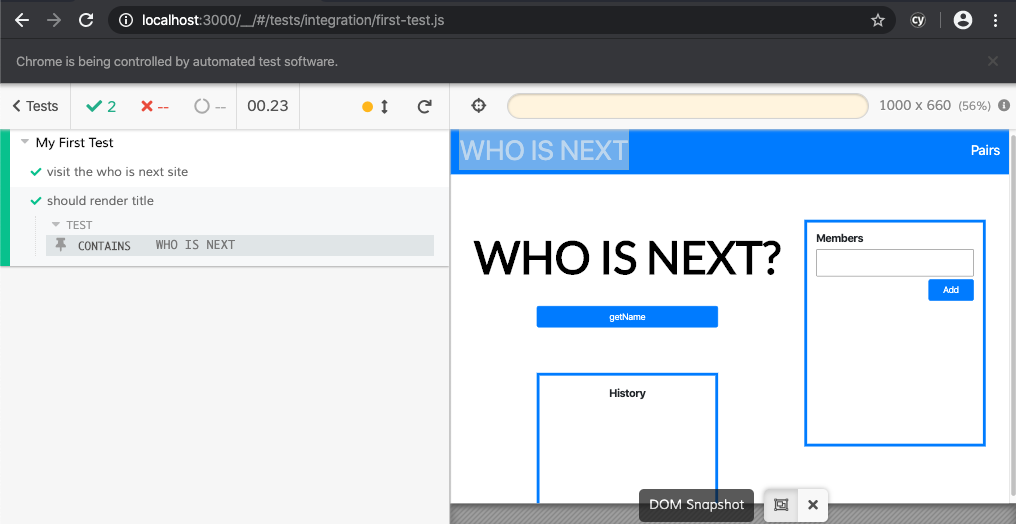 localhost:3000/__/#/tests/integration/first-test.js
cy
Chrome is being controlled by automated test software.
Tests 2 -- -- 00.23 1000 x 660 (56%)
My First Test
visit the who is next site
should render title
TEST
CONTAINS WHO IS NEXT
WHO IS NEXT Pairs
WHO IS NEXT?
getName
Members
Add
History
DOM Snapshot